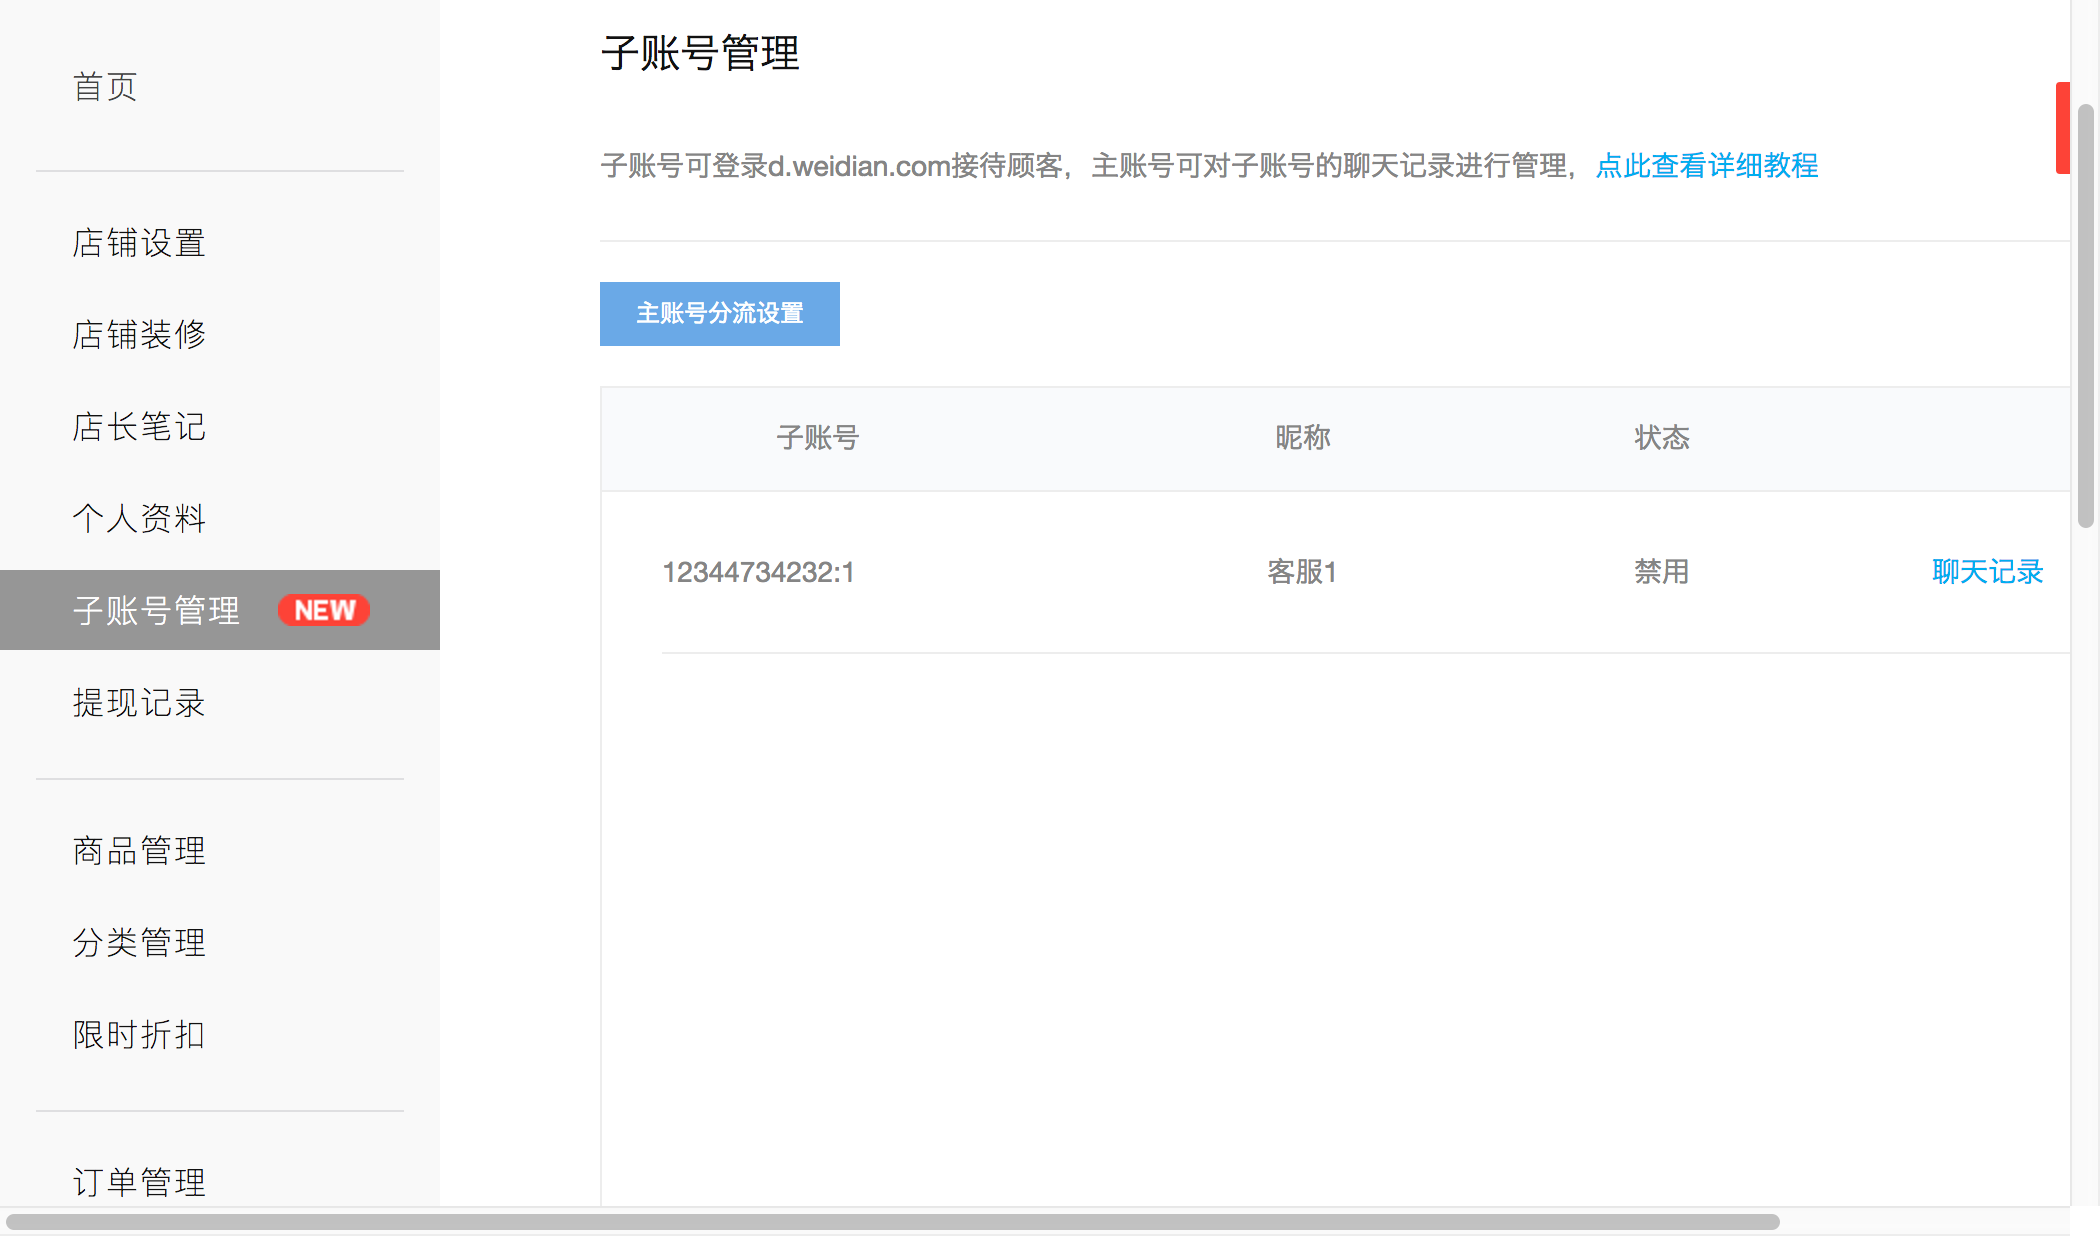 首页
店铺设置
店铺装修
店长笔记
个人资料
子账号管理 NEW
提现记录
商品管理
分类管理
限时折扣
订单管理
子账号管理
子账号可登录d.weidian.com接待顾客，主账号可对子账号的聊天记录进行管理，点此查看详细教程
主账号分流设置
子账号 昵称 状态
12344734232:1 客服1 禁用 聊天记录